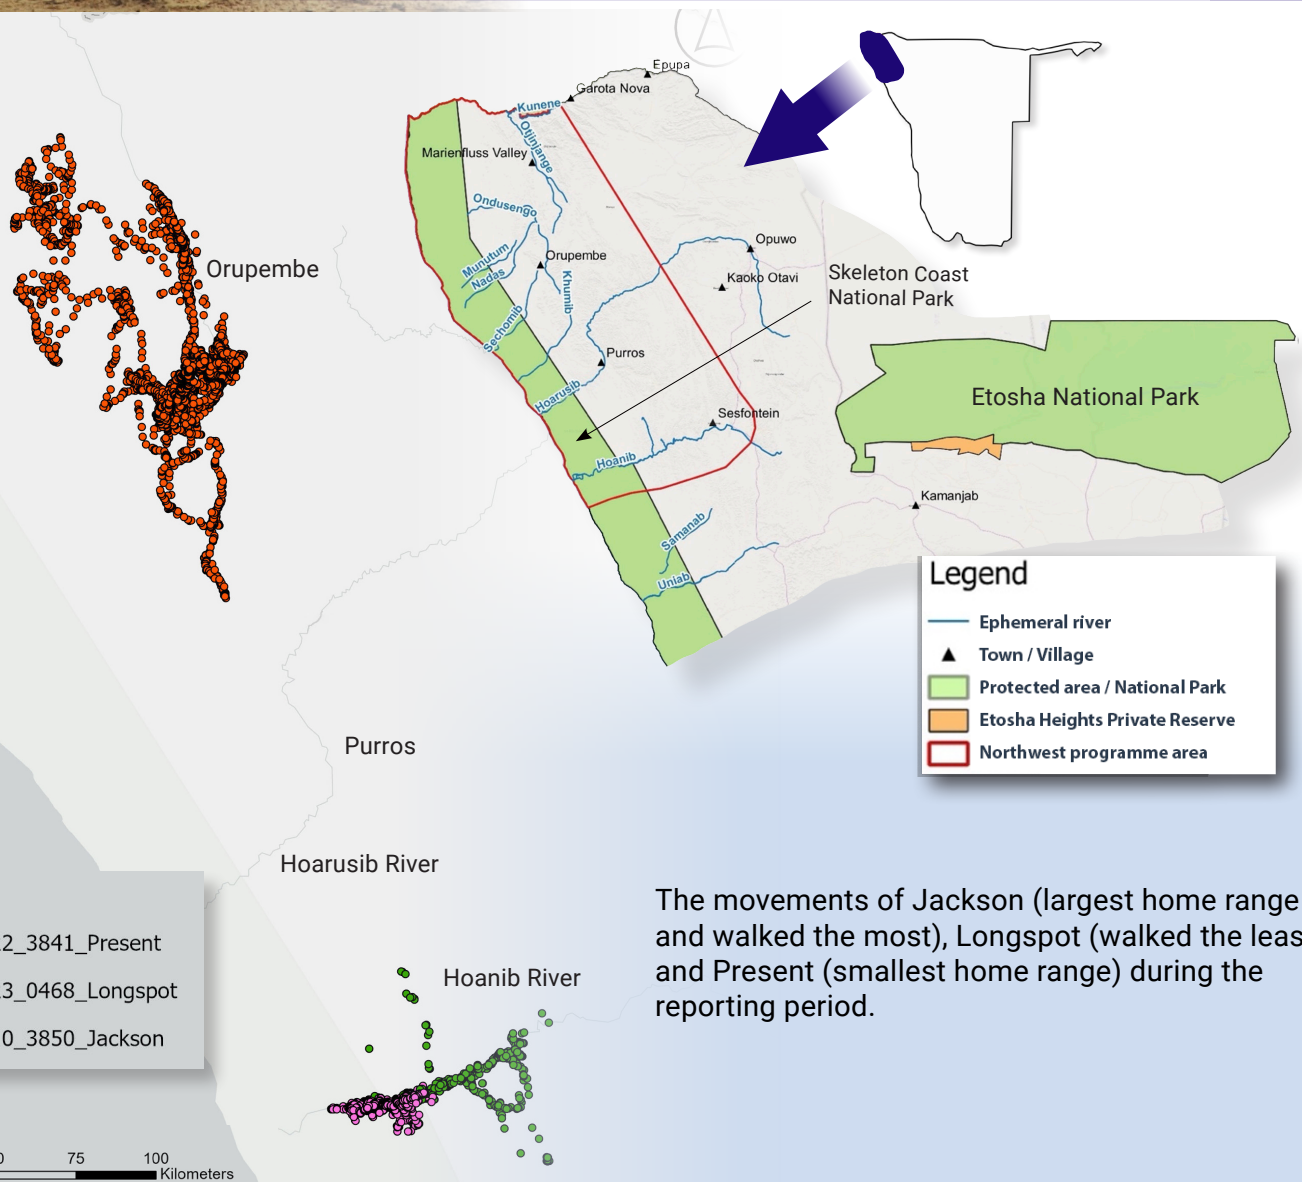 Epupa
Garota Nova
Kunene
Otjinjange
Marienfluss Valley
Ondusengo
Opuwo
Orupembe
Munutum
Nadas
Khumib
Kaoko Otavi
Skeleton Coast
National Park
Orupembe
Sechomib
Purros
Hoarusib
Etosha National Park
Sesfontein
Hoanib
Kamanjab
Samanab
Uniab
Legend
Ephemeral river
Town / Village
Protected area / National Park
Etosha Heights Private Reserve
Northwest programme area
Purros
Hoarusib River
The movements of Jackson (largest home range
and walked the most), Longspot (walked the leas
and Present (smallest home range) during the
reporting period.
2_3841_Present
3_0468_Longspot
0_3850_Jackson
Hoanib River
0 75 100
Kilometers